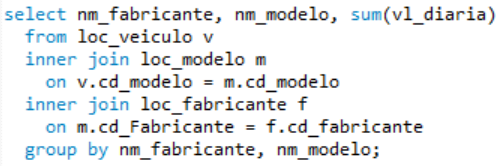 select nm_fabricante, nm_modelo, sum(vl_diaria)
from loc_veiculo v
inner join loc_modelo m
on v.cd_modelo = m.cd_modelo
inner join loc_fabricante f
on m.cd_Fabricante = f.cd_fabricante
group by nm_fabricante, nm_modelo;